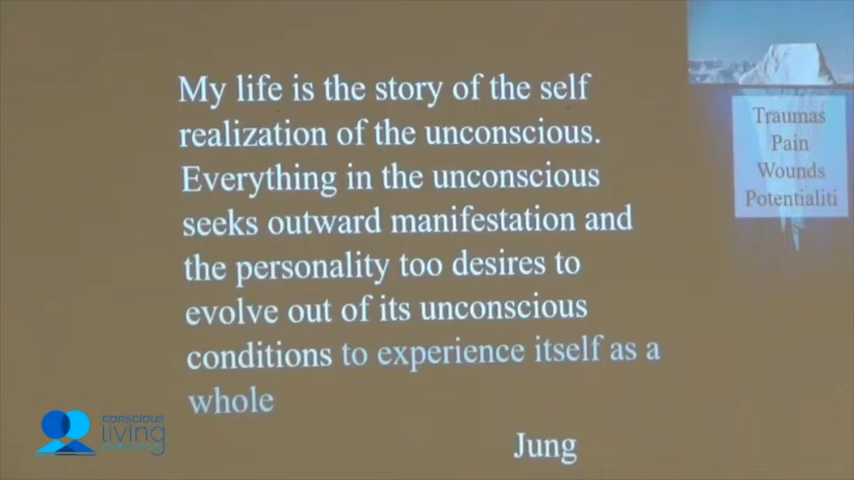 My life is the story of the self
realization of the unconscious.
Everything in the unconscious
seeks outward manifestation and
the personality too desires to
evolve out of its unconscious
conditions to experience itself as a
whole
Jung
Traumas
Pain
Wounds
Potentialiti
conscious
living